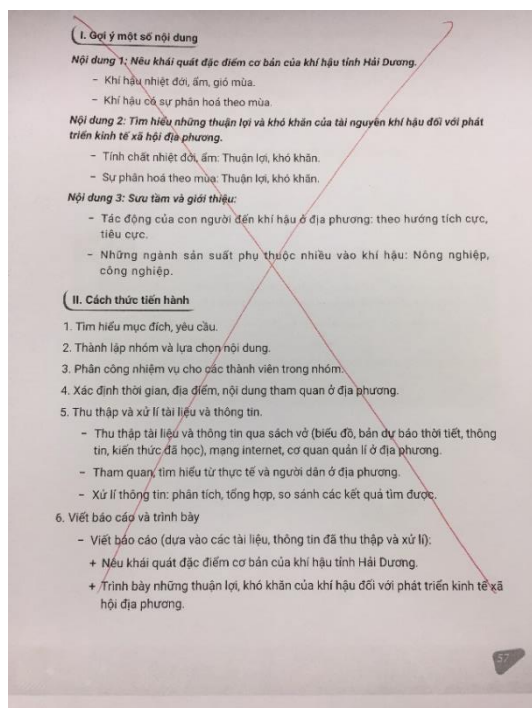 I. Gợi ý một số nội dung
Nội dung 1: Nêu khái quát đặc điểm cơ bản của khí hậu tỉnh Hải Dương.
– Khí hậu nhiệt đới, ẩm, gió mùa.
– Khí hậu có sự phân hoá theo mùa.
Nội dung 2: Tìm hiểu những thuận lợi và khó khăn của tài nguyên khí hậu đối với phát
triển kinh tế xã hội địa phương.
– Tính chất nhiệt đới, ẩm: Thuận lợi, khó khăn.
– Sự phân hoá theo mùa: Thuận lợi, khó khăn.
Nội dung 3: Sưu tầm và giới thiệu:
– Tác động của con người đến khí hậu ở địa phương: theo hướng tích cực,
tiêu cực.
– Những ngành sản suất phụ thuộc nhiều vào khí hậu: Nông nghiệp,
công nghiệp.
II. Cách thức tiến hành
1. Tìm hiểu mục đích, yêu cầu.
2. Thành lập nhóm và lựa chọn nội dung.
3. Phân công nhiệm vụ cho các thành viên trong nhóm.
4. Xác định thời gian, địa điểm, nội dung tham quan ở địa phương.
5. Thu thập và xử lí tài liệu và thông tin.
– Thu thập tài liệu và thông tin qua sách vở (biểu đồ, bản dự báo thời tiết, thông
tin, kiến thức đã học), mạng internet, cơ quan quản lí ở địa phương.
– Tham quan, tìm hiểu từ thực tế và người dân ở địa phương.
– Xử lí thông tin: phân tích, tổng hợp, so sánh các kết quả tìm được.
6. Viết báo cáo và trình bày
– Viết báo cáo (dựa vào các tài liệu, thông tin đã thu thập và xử lí):
+ Nêu khái quát đặc điểm cơ bản của khí hậu tỉnh Hải Dương.
+ Trình bày những thuận lợi, khó khăn của khí hậu đối với phát triển kinh tế xã
hội địa phương.
57